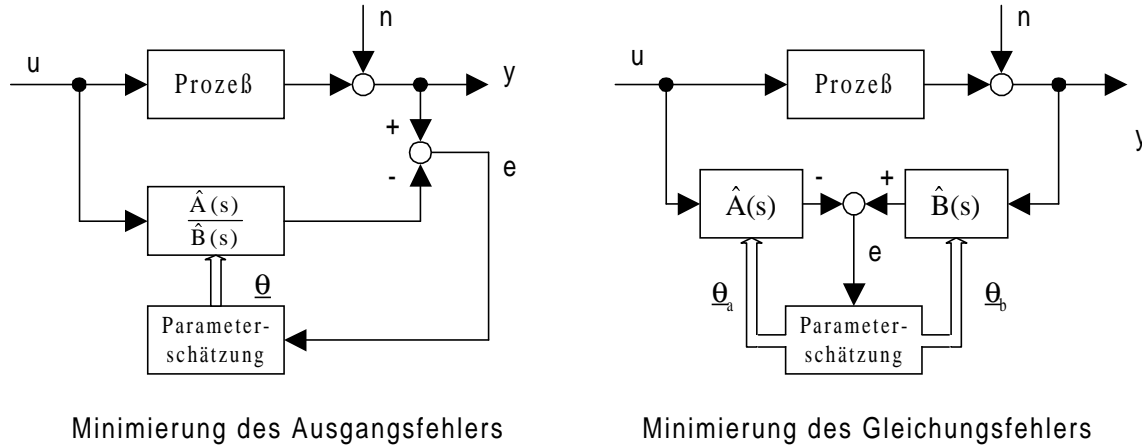 n
u
Prozeß
y
+
-
e
Â(s)
B̂(s)
θ
Parameter-
schätzung
Minimierung des Ausgangsfehlers
n
u
Prozeß
y
-
+
Â(s)
B̂(s)
e
θa
θb
Parameter-
schätzung
Minimierung des Gleichungsfehlers